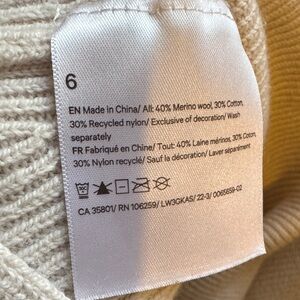 6
EN Made in China/ All: 40% Merino wool, 30% Cotton,
30% Recycled nylon/ Exclusive of decoration/ Wash
separately
FR Fabriqué en Chine/ Tout: 40% Laine mérinos, 30% Coton,
30% Nylon recyclé/ Sauf la décoration/ Laver séparément
CA 35801/ RN 106259/ LW3GKAS/ 22-3/ 0065659-02